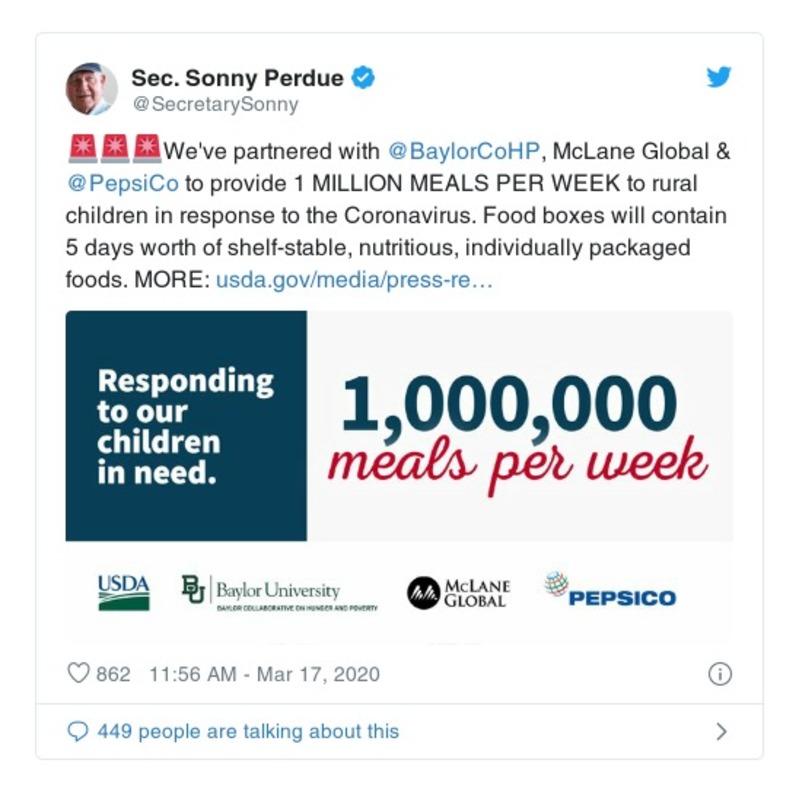 Sec. Sonny Perdue
@SecretarySonny
🚨🚨🚨We've partnered with @BaylorCoHP, McLane Global &
@PepsiCo to provide 1 MILLION MEALS PER WEEK to rural
children in response to the Coronavirus. Food boxes will contain
5 days worth of shelf-stable, nutritious, individually packaged
foods. MORE: usda.gov/media/press-re…
Responding
to our
children
in need.
1,000,000
meals per week
USDA
BU Baylor University
BAYLOR COLLABORATIVE ON HUNGER AND POVERTY
McLANE
GLOBAL
PEPSICO
862 11:56 AM - Mar 17, 2020
449 people are talking about this